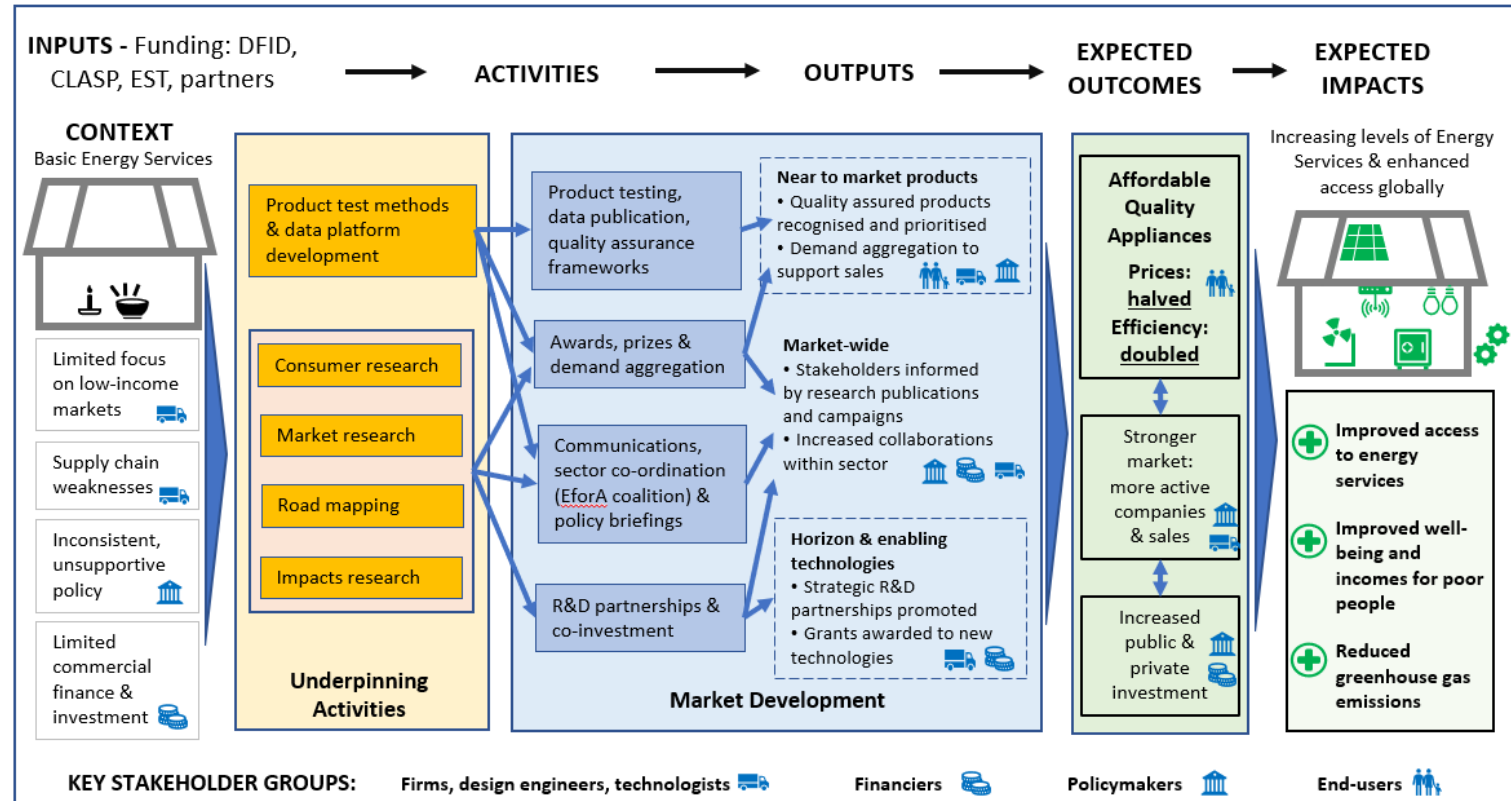 INPUTS - Funding: DFID,
CLASP, EST, partners
ACTIVITIES
OUTPUTS
EXPECTED
OUTCOMES
EXPECTED
IMPACTS
CONTEXT
Basic Energy Services
Limited focus
on low-income
markets
Supply chain
weaknesses
Inconsistent,
unsupportive
policy
Limited
commercial
finance &
investment
Product test methods
& data platform
development
Consumer research
Market research
Road mapping
Impacts research
Underpinning
Activities
Product testing,
data publication,
quality assurance
frameworks
Awards, prizes &
demand aggregation
Communications,
sector co-ordination
(EforA coalition) &
policy briefings
R&D partnerships &
co-investment
Near to market products
• Quality assured products
recognised and prioritised
• Demand aggregation to
support sales
Market-wide
• Stakeholders informed
by research publications
and campaigns
• Increased collaborations
within sector
Horizon & enabling
technologies
• Strategic R&D
partnerships promoted
• Grants awarded to new
technologies
Market Development
Affordable
Quality
Appliances
Prices:
halved
Efficiency:
doubled
Stronger
market:
more active
companies
& sales
Increased
public &
private
investment
Increasing levels of Energy
Services & enhanced
access globally
Improved access
to energy
services
Improved well-
being and
incomes for poor
people
Reduced
greenhouse gas
emissions
KEY STAKEHOLDER GROUPS: Firms, design engineers, technologists Financiers Policymakers End-users